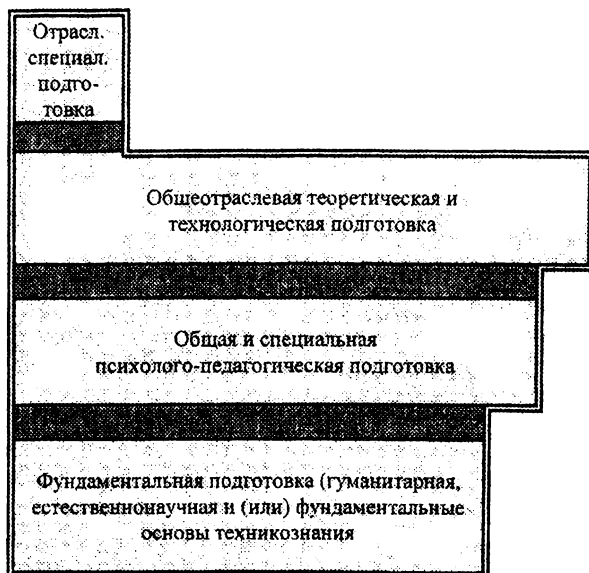 Отрасл.
специал.
подго-
товка
Общеотраслевая теоретическая и
технологическая подготовка
Общая и специальная
психолого-педагогическая подготовка
Фундаментальная подготовка (гуманитарная,
естественнонаучная и (или) фундаментальные
основы техникознания